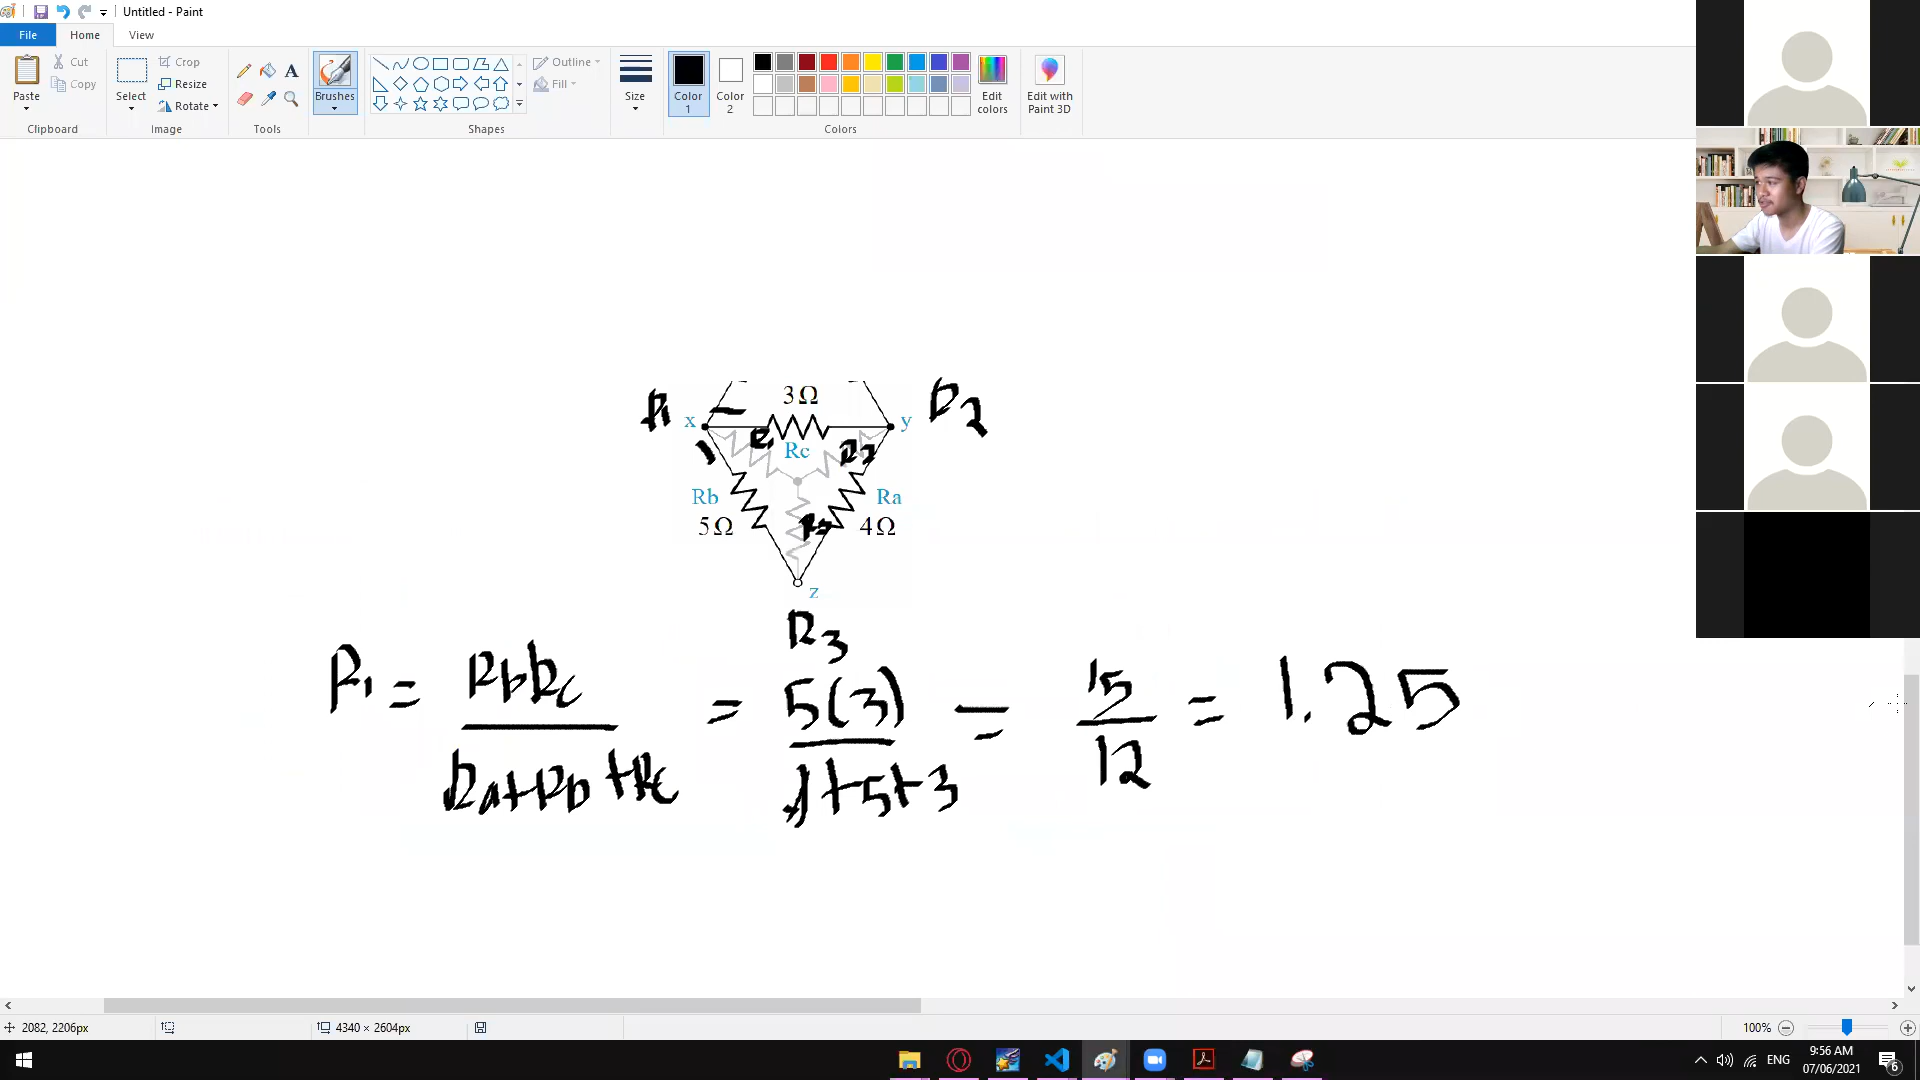 Untitled - Paint
File Home View
Paste Cut Copy Select Crop Resize Rotate Brushes Outline Fill Size Color 1 Color 2 Edit colors Edit with Paint 3D
Clipboard Image Tools Shapes Colors
3Ω
R1 x y R2
Rc
Rb Ra
5Ω R3 4Ω
z
R3
R1 = RbRc / Ra+Rb+Rc = 5(3) / 4+5+3 = 15 / 12 = 1.25
2082, 2206px 4340 × 2604px 100%
ENG 9:56 AM
07/06/2021 6